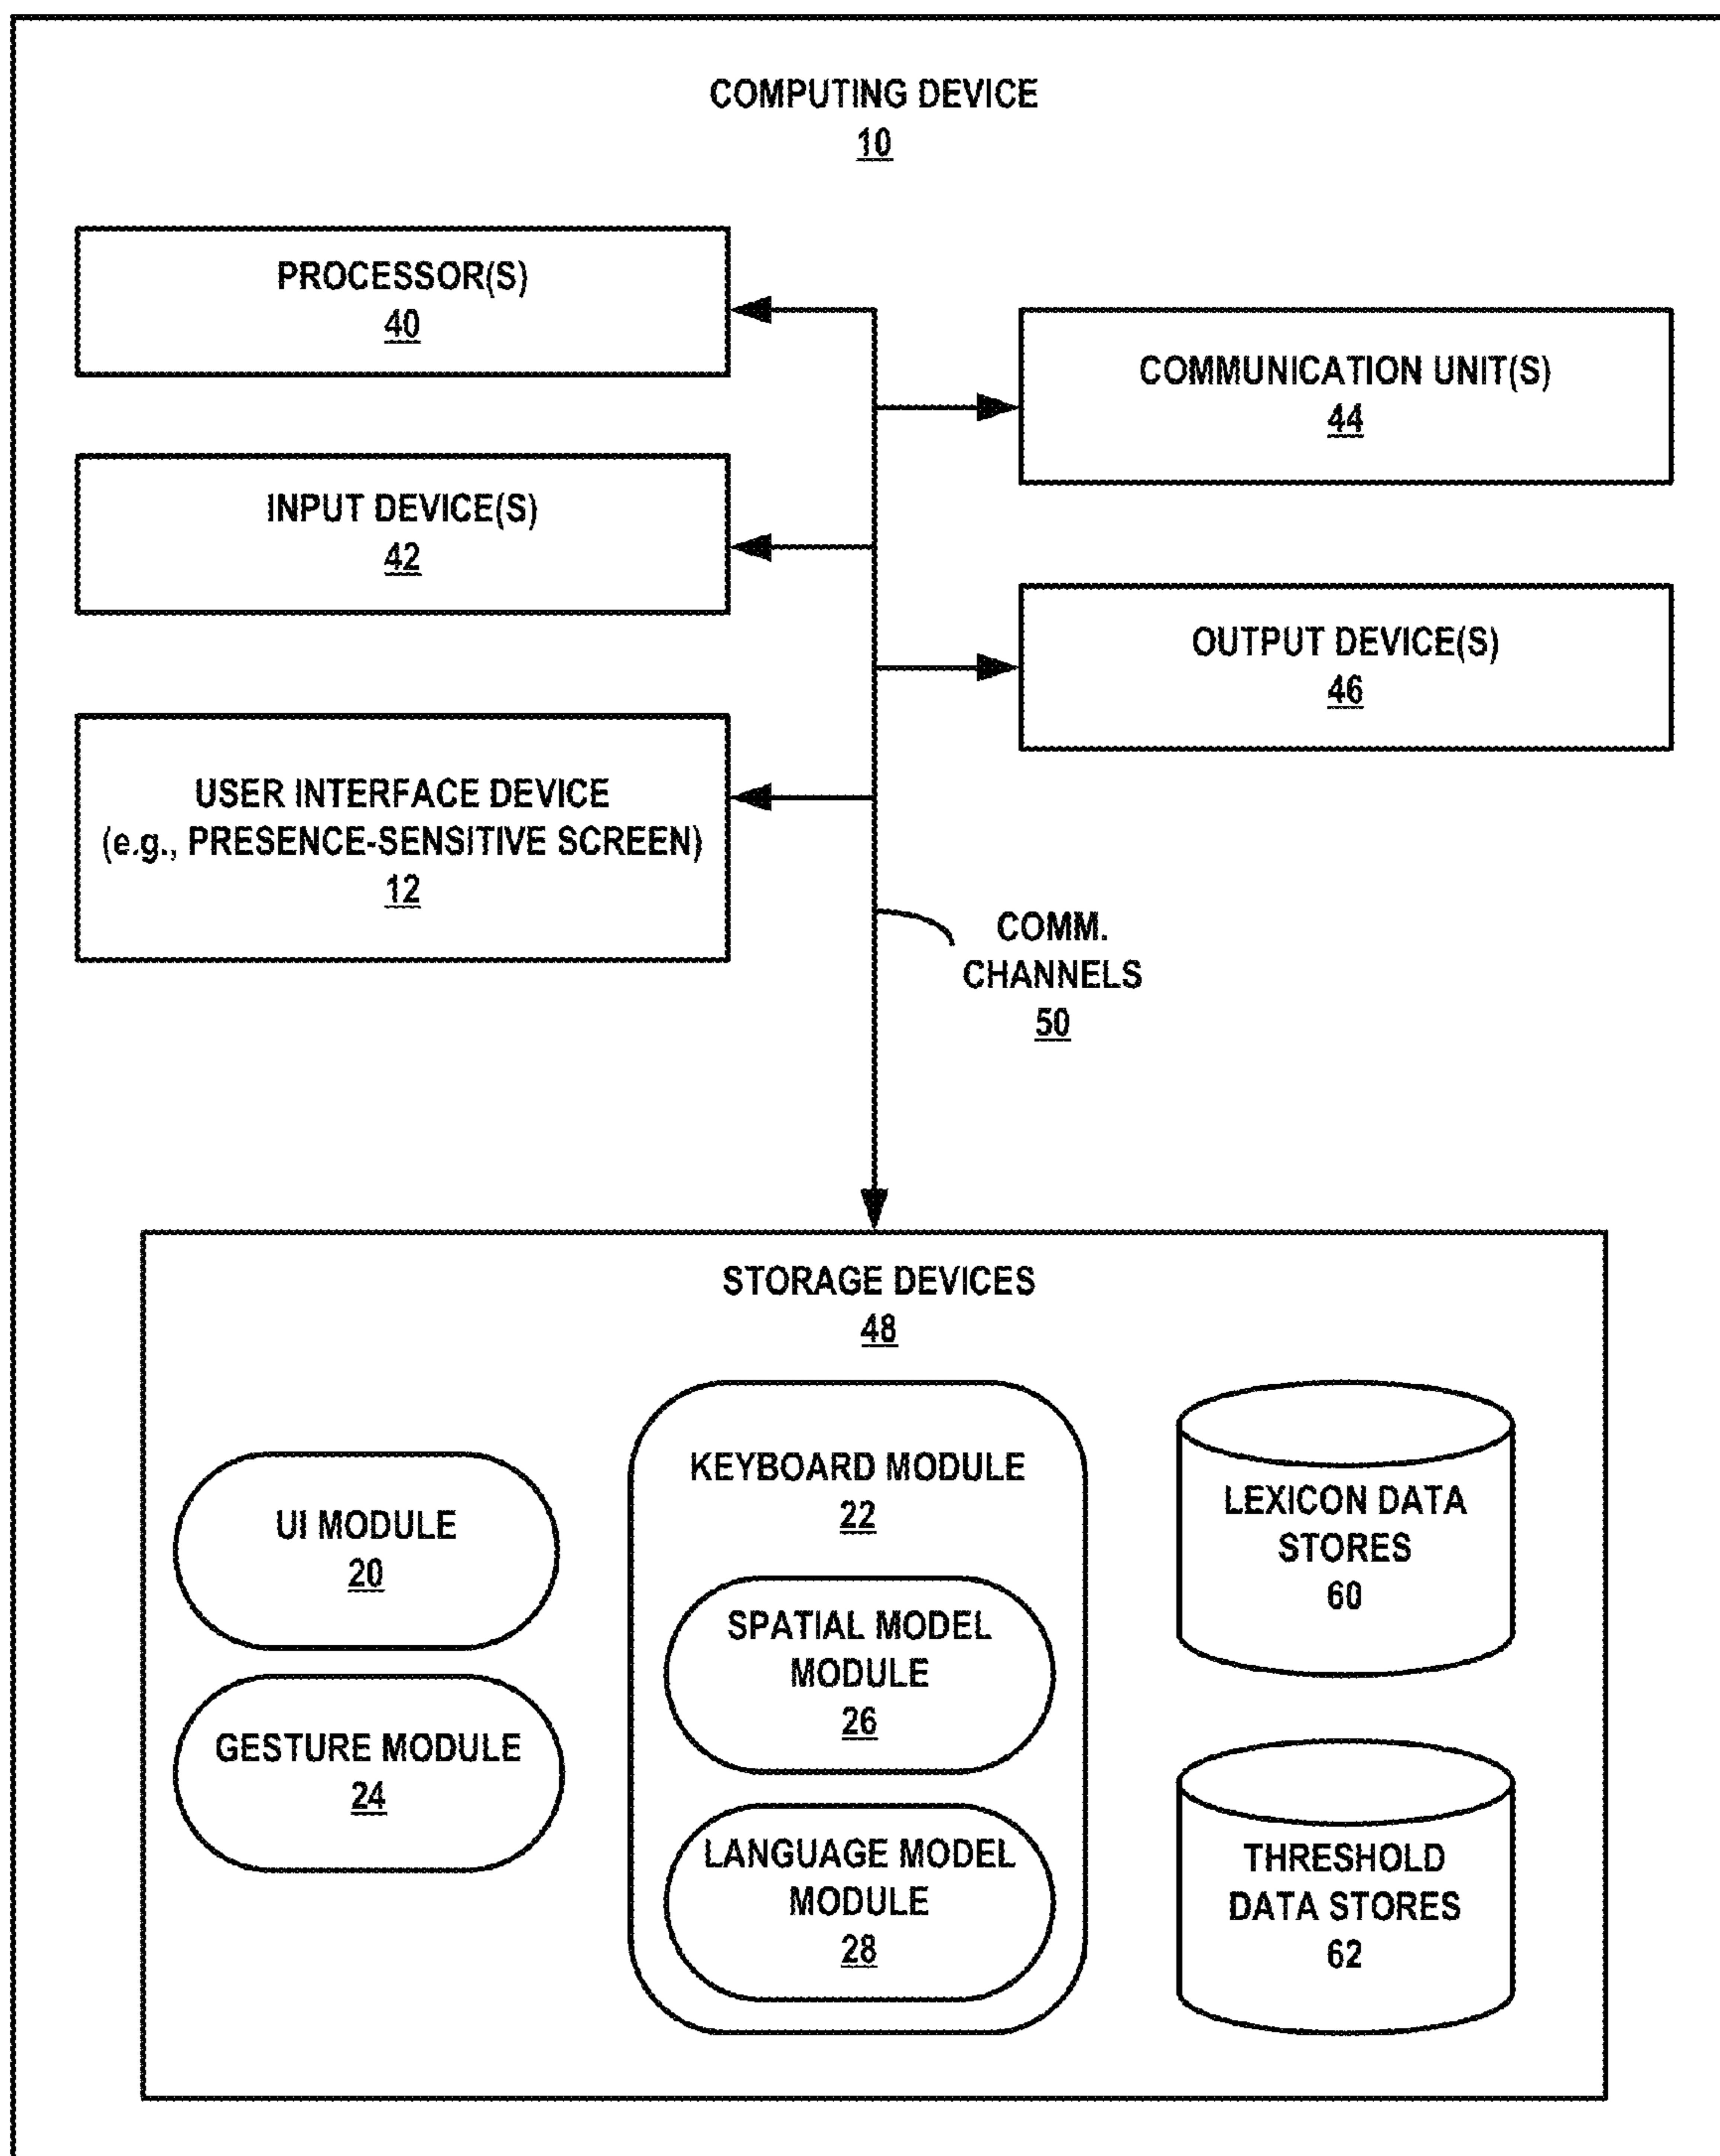 COMPUTING DEVICE
10
PROCESSOR(S)
40
COMMUNICATION UNIT(S)
44
INPUT DEVICE(S)
42
OUTPUT DEVICE(S)
46
USER INTERFACE DEVICE
(e.g., PRESENCE-SENSITIVE SCREEN)
12
COMM.
CHANNELS
50
STORAGE DEVICES
48
UI MODULE
20
GESTURE MODULE
24
KEYBOARD MODULE
22
SPATIAL MODEL
MODULE
26
LANGUAGE MODEL
MODULE
28
LEXICON DATA
STORES
60
THRESHOLD
DATA STORES
62